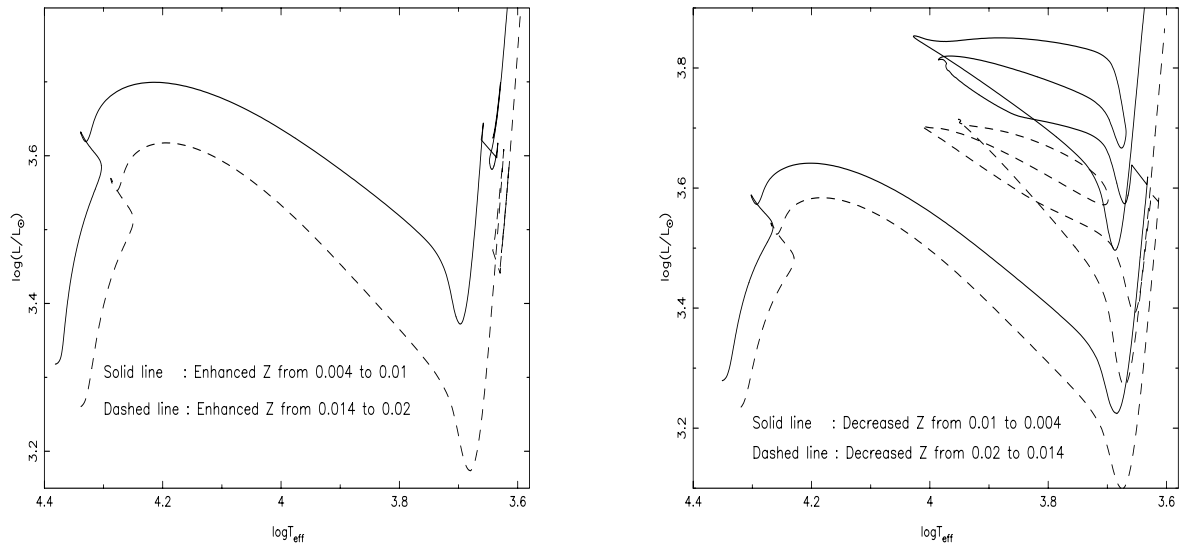 3.6
3.4
3.2
log(L/L⊙)
Solid line : Enhanced Z from 0.004 to 0.01
Dashed line : Enhanced Z from 0.014 to 0.02
4.4 4.2 4 3.8 3.6
logTeff
3.8
3.6
3.4
3.2
log(L/L⊙)
Solid line : Decreased Z from 0.01 to 0.004
Dashed line : Decreased Z from 0.02 to 0.014
4.4 4.2 4 3.8 3.6
logTeff